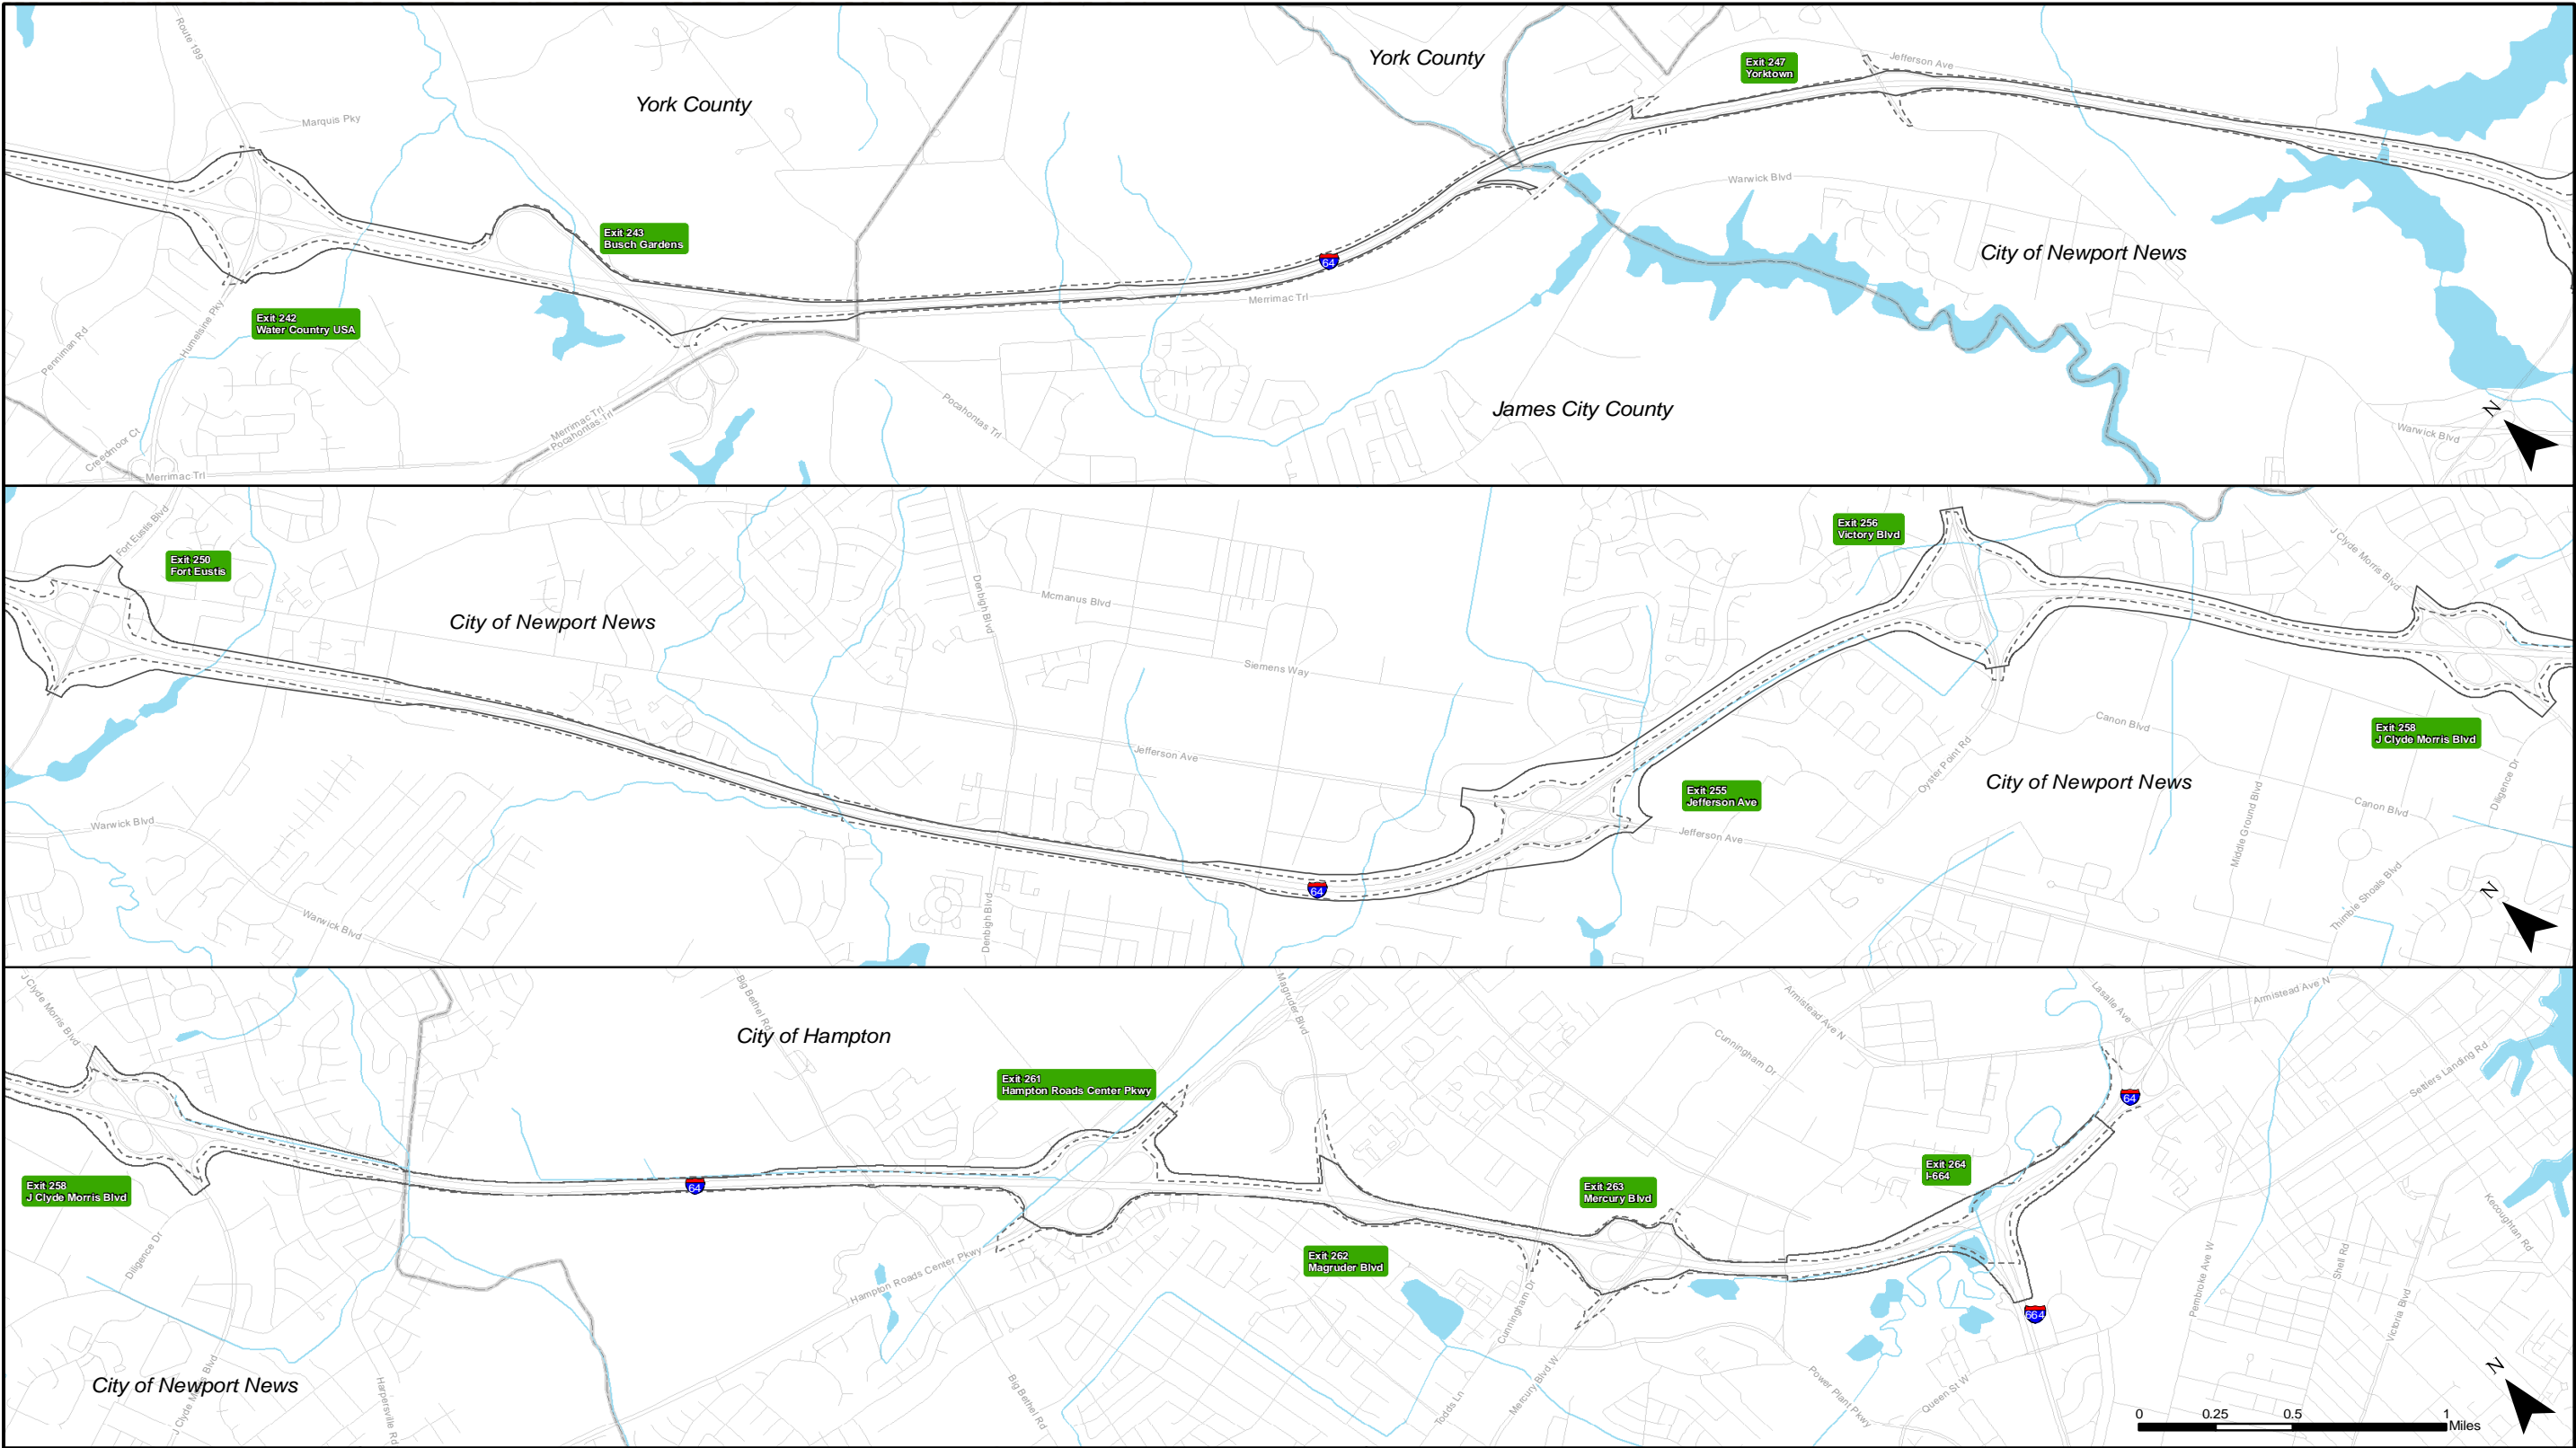 Route 199
Marquis Pky
York County
York County
Exit 247
Yorktown
Jefferson Ave
Exit 243
Busch Gardens
Warwick Blvd
City of Newport News
64
Merrimac Trl
Exit 242
Water Country USA
Humelsine Pky
Penniman Rd
Pocahontas Trl
James City County
Merrimac Trl
Pocahontas Trl
Creedmoor Ct
Merrimac Trl
Warwick Blvd
N
Fort Eustis Blvd
Exit 250
Fort Eustis
City of Newport News
Denbigh Blvd
Mcmanus Blvd
Siemens Way
Exit 256
Victory Blvd
J Clyde Morris Blvd
Jefferson Ave
Canon Blvd
Exit 258
J Clyde Morris Blvd
Oyster Point Rd
City of Newport News
Exit 255
Jefferson Ave
Jefferson Ave
Middle Ground Blvd
Canon Blvd
Diligence Dr
Warwick Blvd
Warwick Blvd
Denbigh Blvd
64
Thimble Shoals Blvd
N
J Clyde Morris Blvd
Big Bethel Rd
City of Hampton
Magruder Blvd
Armistead Ave N
Lasalle Ave
Armistead Ave N
Cunningham Dr
Settlers Landing Rd
Exit 261
Hampton Roads Center Pkwy
64
Exit 258
J Clyde Morris Blvd
64
Exit 263
Mercury Blvd
Exit 264
I-664
Kecoughtan Rd
Diligence Dr
Hampton Roads Center Pkwy
Exit 262
Magruder Blvd
Cunningham Dr
664
Pembroke Ave W
Shell Rd
Victoria Blvd
City of Newport News
J Clyde Morris Blvd
Harpersville Rd
Big Bethel Rd
Todds Ln
Mercury Blvd W
Power Plant Pkwy
Queen St W
N
0 0.25 0.5 1
Miles